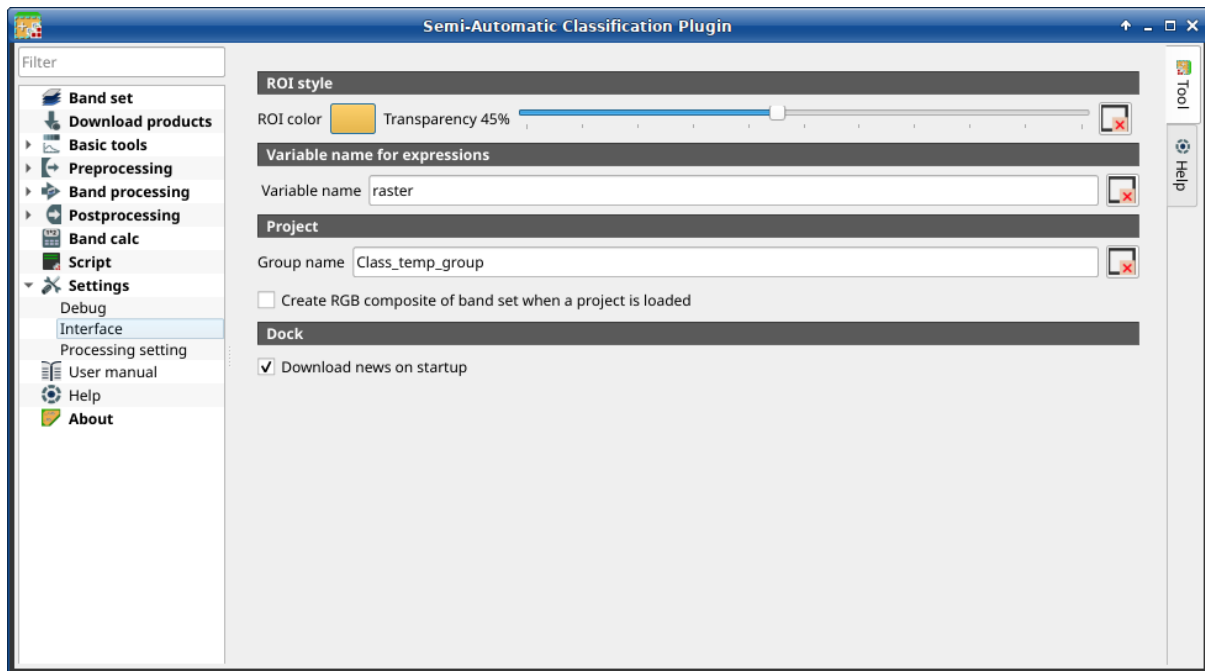 Semi-Automatic Classification Plugin
Filter
Band set
Download products
Basic tools
Preprocessing
Band processing
Postprocessing
Band calc
Script
Settings
Debug
Interface
Processing setting
User manual
Help
About
ROI style
ROI color Transparency 45%
Variable name for expressions
Variable name raster
Project
Group name Class_temp_group
Create RGB composite of band set when a project is loaded
Dock
Download news on startup
Tool
Help